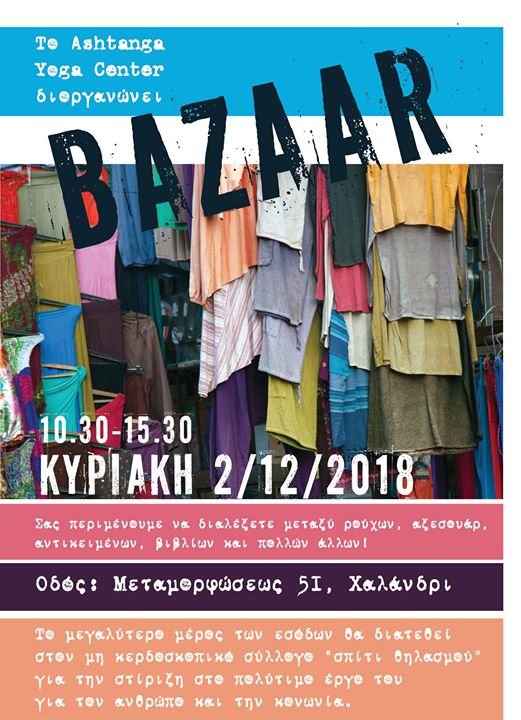 Το Ashtanga
Yoga Center
διοργανώνει
BAZAAR
10.30-15.30
ΚΥΡΙΑΚΗ 2/12/2018
Σας περιμένουμε να διαλέξετε μεταξύ ρούχων, αξεσουάρ,
αντικειμένων, βιβλίων και πολλών άλλων!
Οδός: Μεταμορφώσεως 51, Χαλάνδρι
Το μεγαλύτερο μέρος των εσόδων θα διατεθεί
στον μη κερδοσκοπικό σύλλογο "σπίτι θηλασμού"
για την στίριξη στο πολύτιμο έργο του
για τον άνθρωπο και την κονωνία.